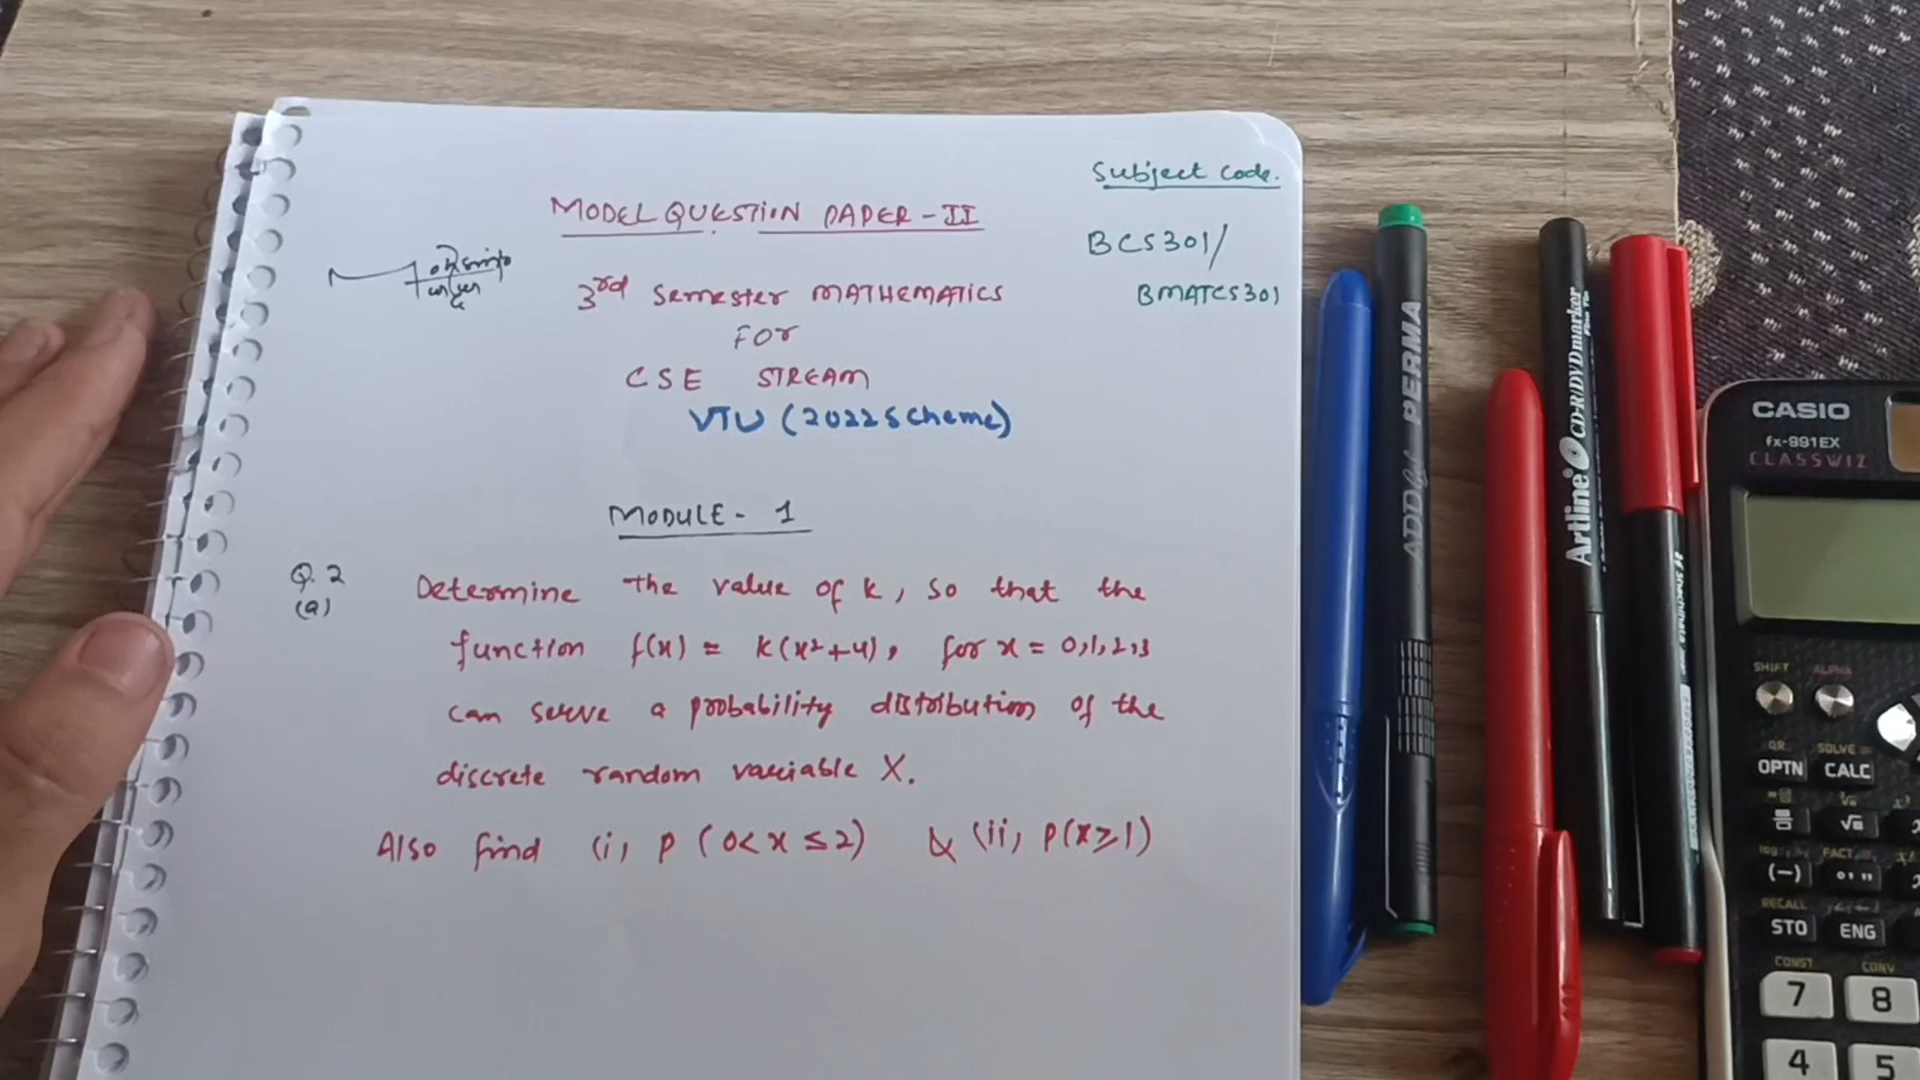 Subject code.
MODEL QUESTION PAPER - II
BCS301/
BMATCS301
3rd Semester MATHEMATICS
FOR
CSE STREAM
VTU (2022 Scheme)
MODULE - 1
Q.2
(a)
Determine the value of k, so that the
function f(x) = k(x²+4), for x = 0,1,2,3
can serve a probability distribution of the
discrete random variable X.
Also find (i) P(0<x≤2) & (ii) P(x≥1)
ADD PERMA
Artline CD-R/DVD marker
CASIO
fx-991EX
CLASSWIZ
SHIFT ALPHA
QR SOLVE =
OPTN CALC
FACT
(-)
RECALL
STO ENG
CONST CONV
7 8
4 5